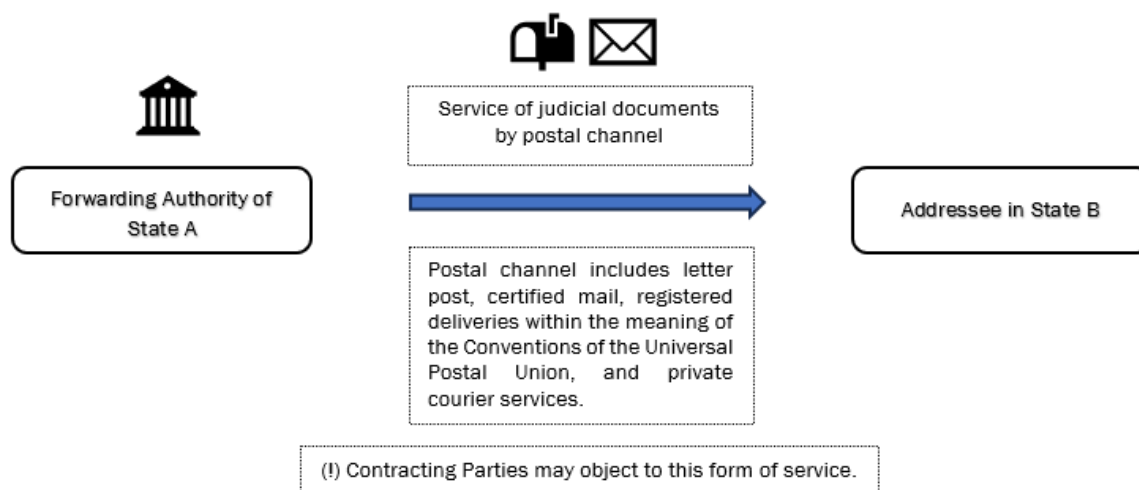 Service of judicial documents
by postal channel
Forwarding Authority of
State A
Addressee in State B
Postal channel includes letter
post, certified mail, registered
deliveries within the meaning of
the Conventions of the Universal
Postal Union, and private
courier services.
(!) Contracting Parties may object to this form of service.